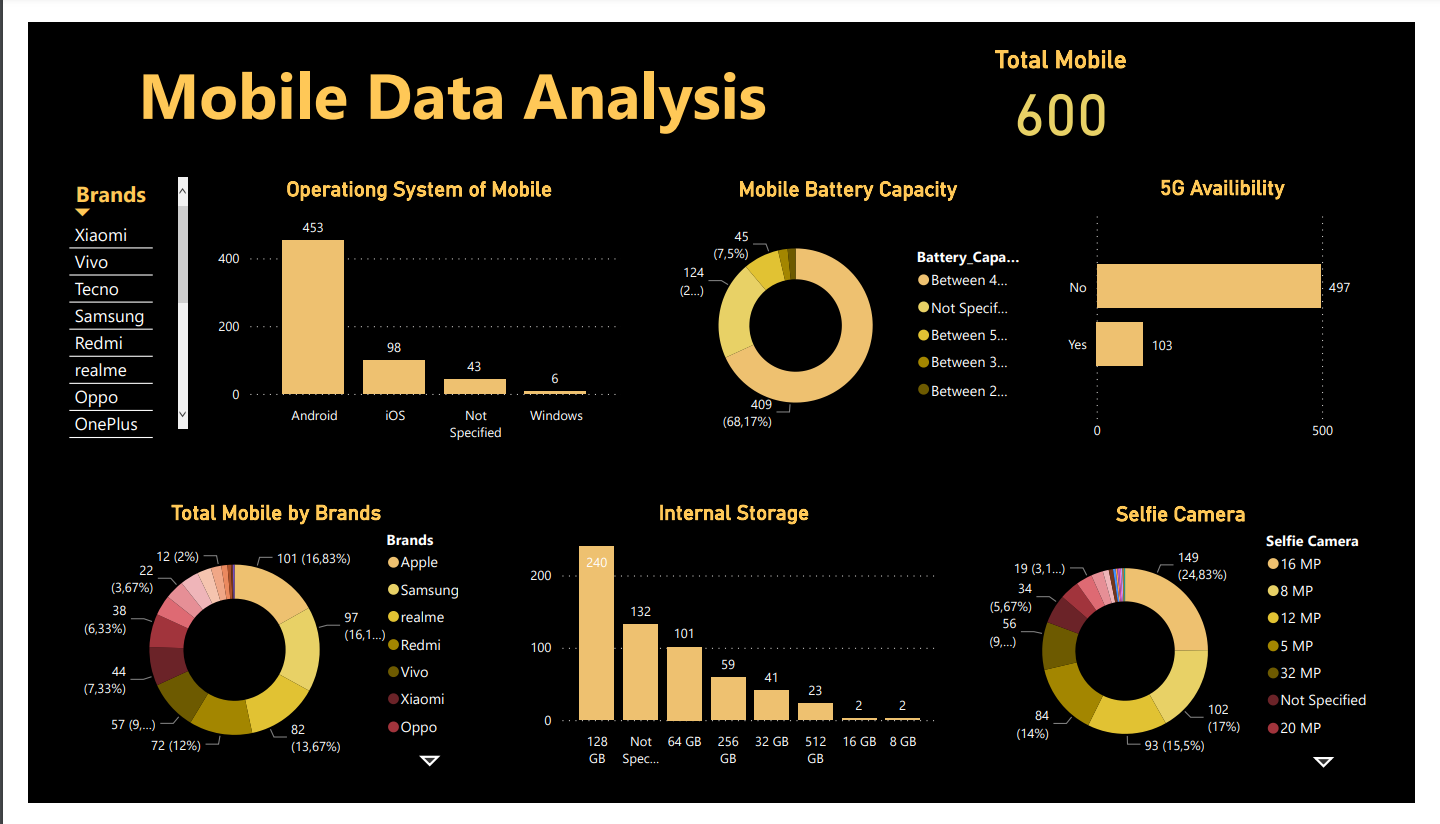 Mobile Data Analysis
Total Mobile
600
Brands
Xiaomi
Vivo
Tecno
Samsung
Redmi
realme
Oppo
OnePlus
Operationg System of Mobile
400
200
0
453
98
43
6
Android
iOS
Not
Specified
Windows
Mobile Battery Capacity
45
(7,5%)
124
(2...)
409
(68,17%)
Battery_Capa...
Between 4...
Not Specif...
Between 5...
Between 3...
Between 2...
5G Availibility
No
497
Yes
103
0
500
Total Mobile by Brands
12 (2%)
101 (16,83%)
22
(3,67%)
38
(6,33%)
97
(16,1...)
44
(7,33%)
57 (9,...)
72 (12%)
82
(13,67%)
Brands
Apple
Samsung
realme
Redmi
Vivo
Xiaomi
Oppo
Internal Storage
200
100
0
240
132
101
59
41
23
2
2
128
GB
Not
Spec...
64 GB
256
GB
32 GB
512
GB
16 GB
8 GB
Selfie Camera
19 (3,1...)
149
(24,83%)
34
(5,67%)
56
(9,...)
84
(14%)
102
(17%)
93 (15,5%)
Selfie Camera
16 MP
8 MP
12 MP
5 MP
32 MP
Not Specified
20 MP